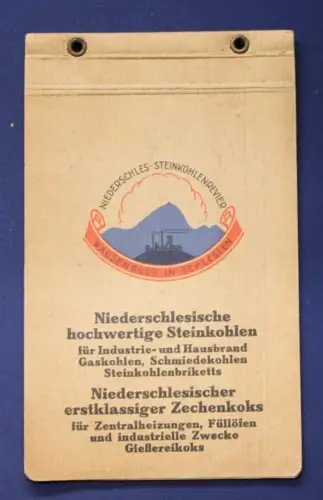 NIEDERSCHLES-STEINKOHLENREVIER
WALDENBURG IN SCHLESIEN
Niederschlesische
hochwertige Steinkohlen
für Industrie- und Hausbrand
Gaskohlen, Schmiedekohlen
Steinkohlenbriketts
Niederschlesischer
erstklassiger Zechenkoks
für Zentralheizungen, Füllöfen
und industrielle Zwecke
Gießereikoks